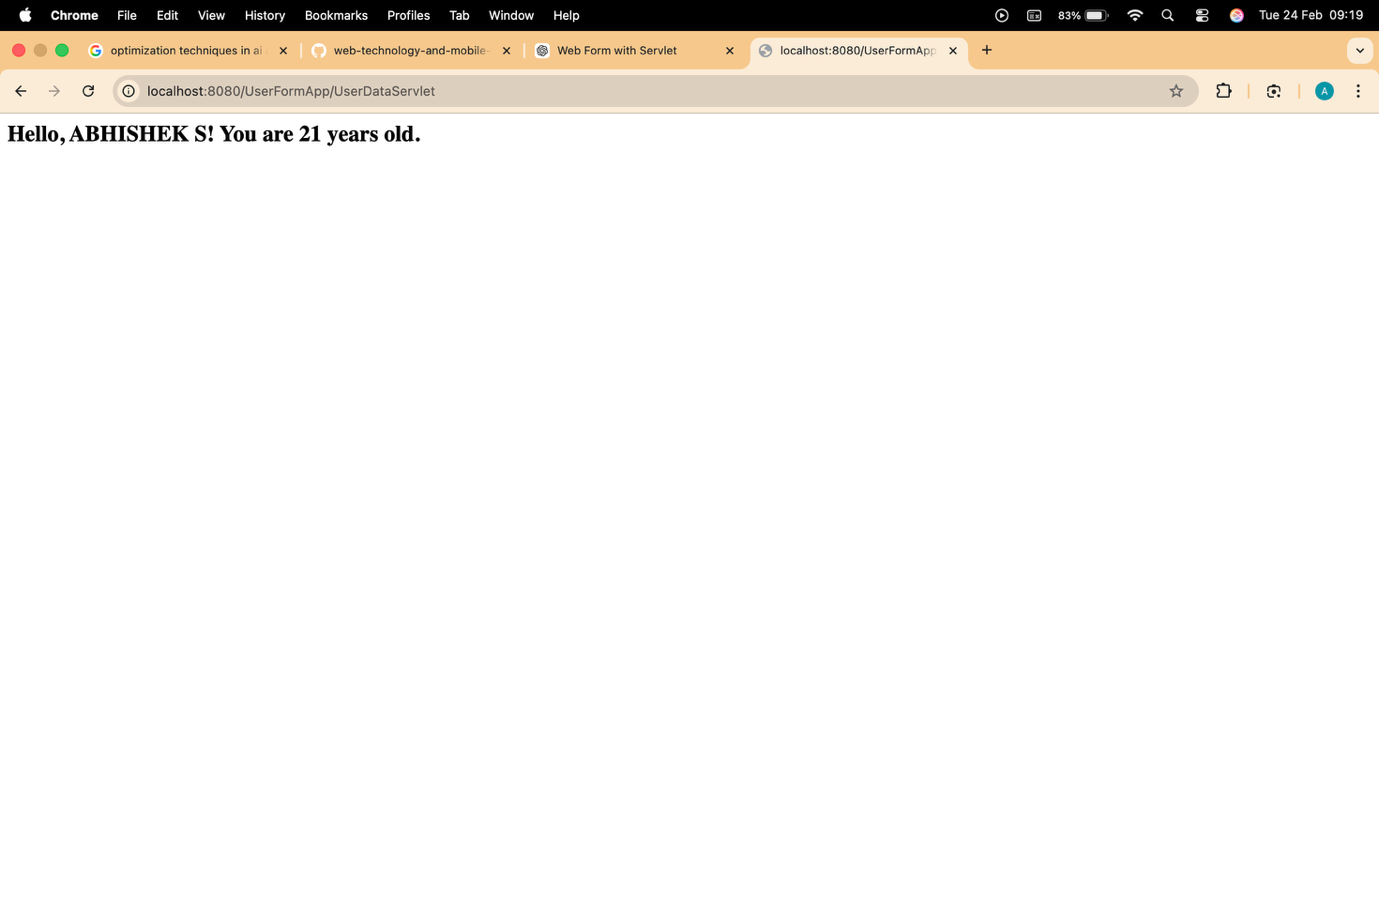 Chrome File Edit View History Bookmarks Profiles Tab Window Help 83% Tue 24 Feb 09:19
optimization techniques in ai web-technology-and-mobile- Web Form with Servlet localhost:8080/UserFormApp
localhost:8080/UserFormApp/UserDataServlet A
Hello, ABHISHEK S! You are 21 years old.